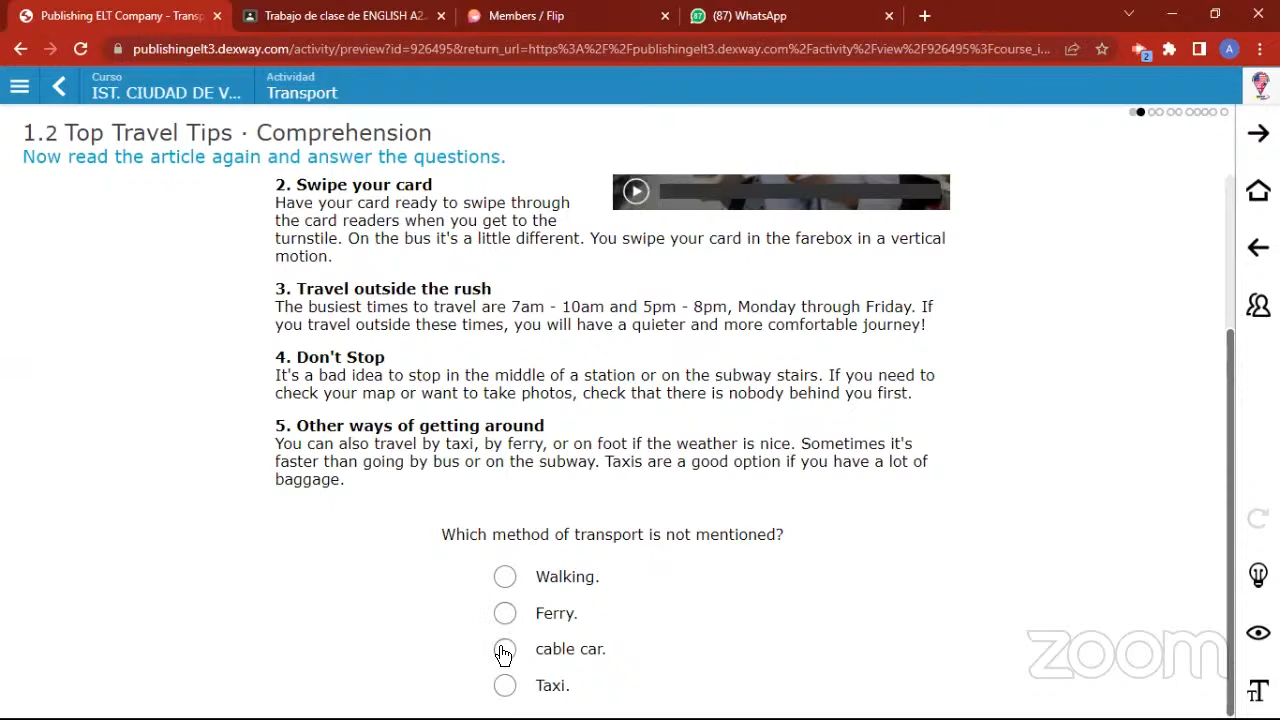 Publishing ELT Company - Transp
Trabajo de clase de ENGLISH A2
Members / Flip
(87) WhatsApp
publishingelt3.dexway.com/activity/preview?id=926495&return_url=https%3A%2F%2Fpublishingelt3.dexway.com%2Factivity%2Fview%2F926495%3Fcourse_i...
2
A
Curso
IST. CIUDAD DE V...
Actividad
Transport
1.2 Top Travel Tips · Comprehension
Now read the article again and answer the questions.
2. Swipe your card
Have your card ready to swipe through
the card readers when you get to the
turnstile. On the bus it's a little different. You swipe your card in the farebox in a vertical
motion.
3. Travel outside the rush
The busiest times to travel are 7am - 10am and 5pm - 8pm, Monday through Friday. If
you travel outside these times, you will have a quieter and more comfortable journey!
4. Don't Stop
It's a bad idea to stop in the middle of a station or on the subway stairs. If you need to
check your map or want to take photos, check that there is nobody behind you first.
5. Other ways of getting around
You can also travel by taxi, by ferry, or on foot if the weather is nice. Sometimes it's
faster than going by bus or on the subway. Taxis are a good option if you have a lot of
baggage.
Which method of transport is not mentioned?
Walking.
Ferry.
cable car.
Taxi.
zoom
TT